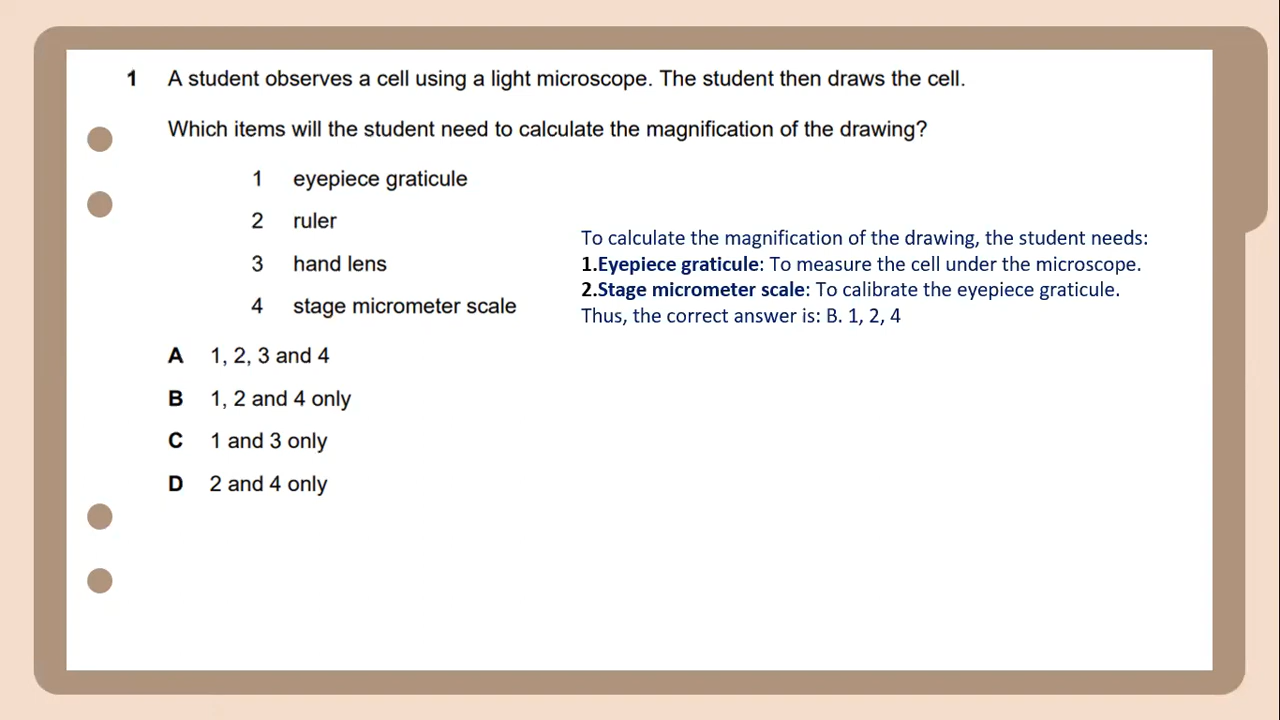 1 A student observes a cell using a light microscope. The student then draws the cell.
Which items will the student need to calculate the magnification of the drawing?
1 eyepiece graticule
2 ruler
3 hand lens
4 stage micrometer scale
To calculate the magnification of the drawing, the student needs:
1.Eyepiece graticule: To measure the cell under the microscope.
2.Stage micrometer scale: To calibrate the eyepiece graticule.
Thus, the correct answer is: B. 1, 2, 4
A 1, 2, 3 and 4
B 1, 2 and 4 only
C 1 and 3 only
D 2 and 4 only